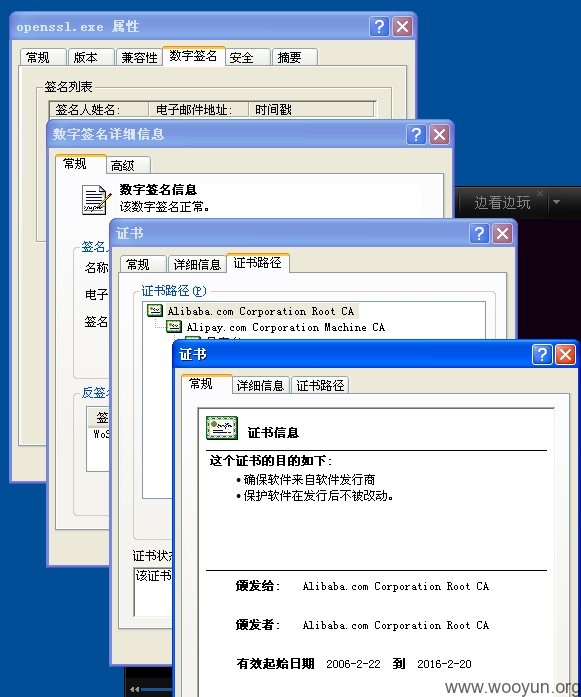 openssl.exe 属性
常规 版本 兼容性 数字签名 安全 摘要
签名列表
签名人姓名: 电子邮件地址: 时间戳
数字签名详细信息
常规 高级
数字签名信息
该数字签名正常。
边看边玩
证书
常规 详细信息 证书路径
签名
名称
证书路径(P)
电子
Alibaba.com Corporation Root CA
签名
Alipay.com Corporation Machine CA
证书
常规 详细信息 证书路径
反签名
签
WoS
证书信息
这个证书的目的如下:
•确保软件来自软件发行商
•保护软件在发行后不被改动。
证书状态
该证书
颁发给: Alibaba.com Corporation Root CA
颁发者: Alibaba.com Corporation Root CA
有效起始日期 2006-2-22 到 2016-2-20
www.wooyun.org